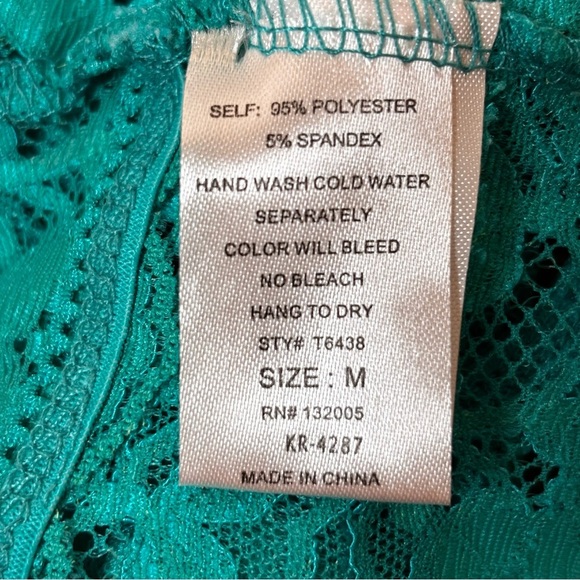 SELF: 95% POLYESTER
5% SPANDEX
HAND WASH COLD WATER
SEPARATELY
COLOR WILL BLEED
NO BLEACH
HANG TO DRY
STY# T6438
SIZE : M
RN# 132005
KR-4287
MADE IN CHINA